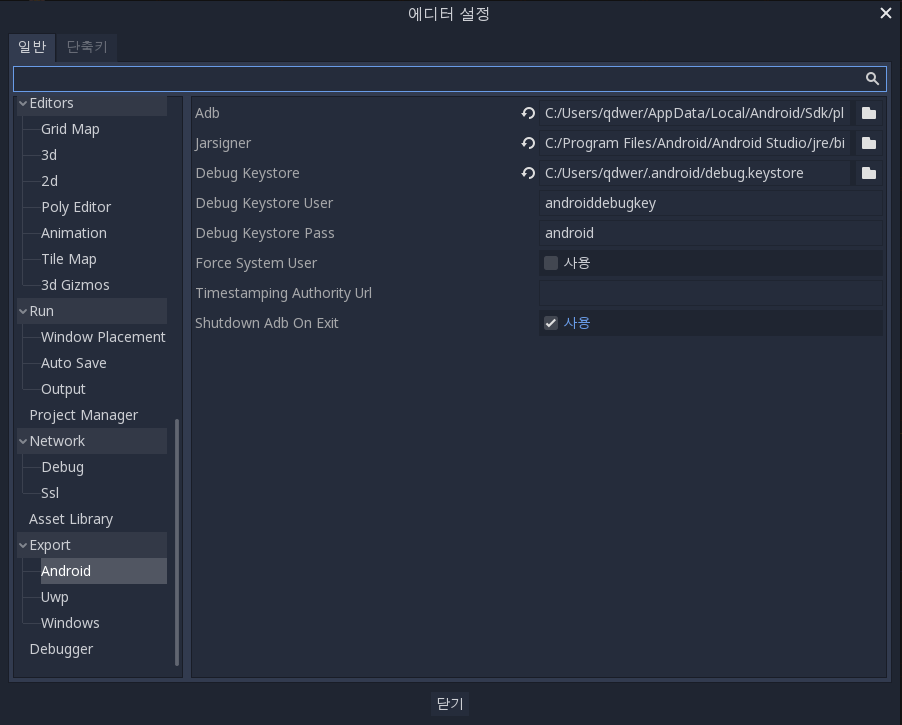 에디터 설정
일반
단축키
Editors
Grid Map
3d
2d
Poly Editor
Animation
Tile Map
3d Gizmos
Run
Window Placement
Auto Save
Output
Project Manager
Network
Debug
Ssl
Asset Library
Export
Android
Uwp
Windows
Debugger
Adb C:/Users/qdwer/AppData/Local/Android/Sdk/pl
Jarsigner C:/Program Files/Android/Android Studio/jre/bi
Debug Keystore C:/Users/qdwer/.android/debug.keystore
Debug Keystore User androiddebugkey
Debug Keystore Pass android
Force System User 사용
Timestamping Authority Url
Shutdown Adb On Exit 사용
닫기